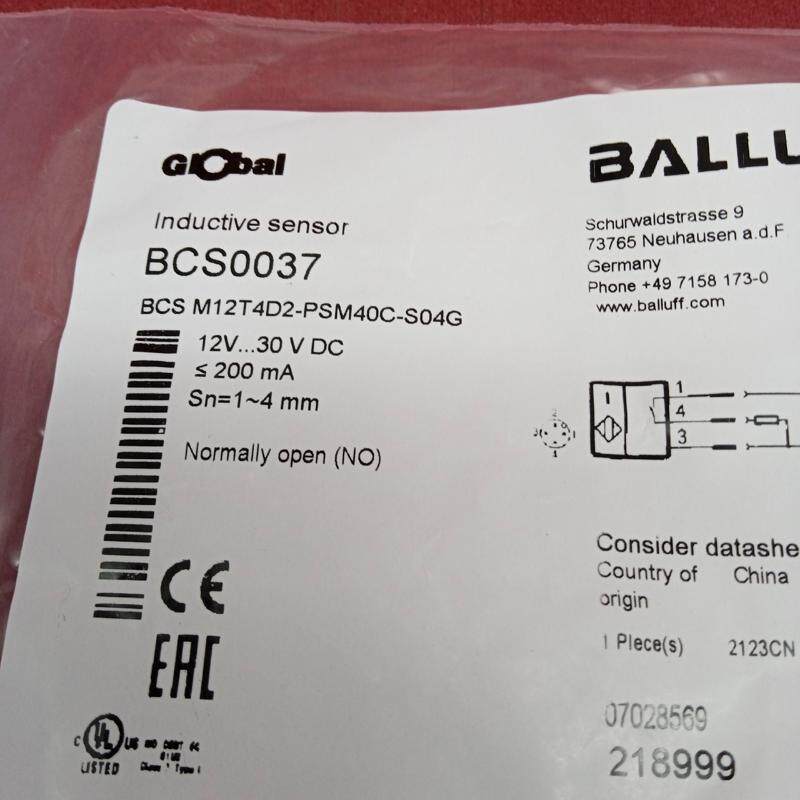 Global
BALLU
Inductive sensor
BCS0037
BCS M12T4D2-PSM40C-S04G
12V...30 V DC
≤ 200 mA
Sn=1~4 mm
Normally open (NO)
Schurwaldstrasse 9
73765 Neuhausen a.d.F
Germany
Phone +49 7158 173-0
www.balluff.com
1
4
3
Consider datashe
Country of origin China
1 Piece(s) 2123CN
07028569
218999
CE
EAC
C UL US
LISTED